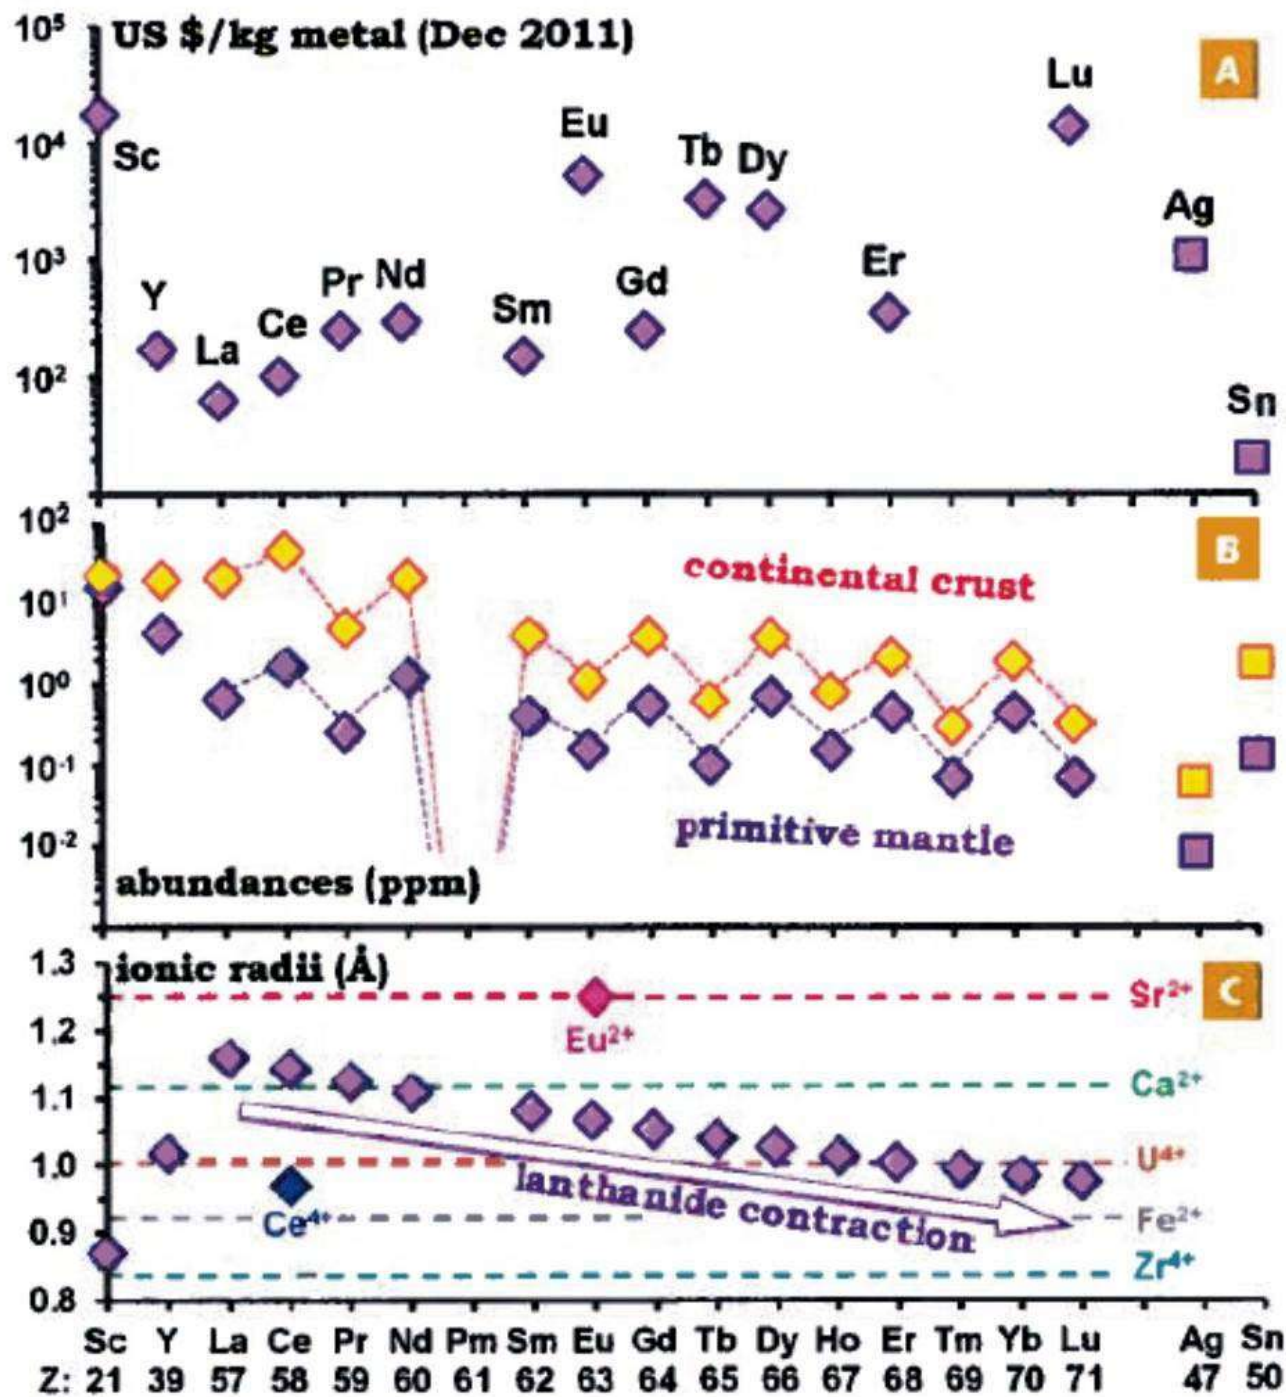 10⁵ US $/kg metal (Dec 2011)
A
Lu
Eu
10⁴
Sc
Tb Dy
Ag
10³
Pr Nd
Er
Y
Gd
Ce
Sm
La
10²
Sn
10²
B
continental crust
10¹
10⁰
10⁻¹
primitive mantle
10⁻²
abundances (ppm)
1.3 ionic radii (Å)
C
Sr²⁺
1.2
Eu²⁺
Ca²⁺
1.1
1.0
U⁴⁺
lanthanide contraction
Ce⁴⁺
Fe²⁺
0.9
Zr⁴⁺
0.8
Sc Y La Ce Pr Nd Pm Sm Eu Gd Tb Dy Ho Er Tm Yb Lu Ag Sn
Z: 21 39 57 58 59 60 61 62 63 64 65 66 67 68 69 70 71 47 50